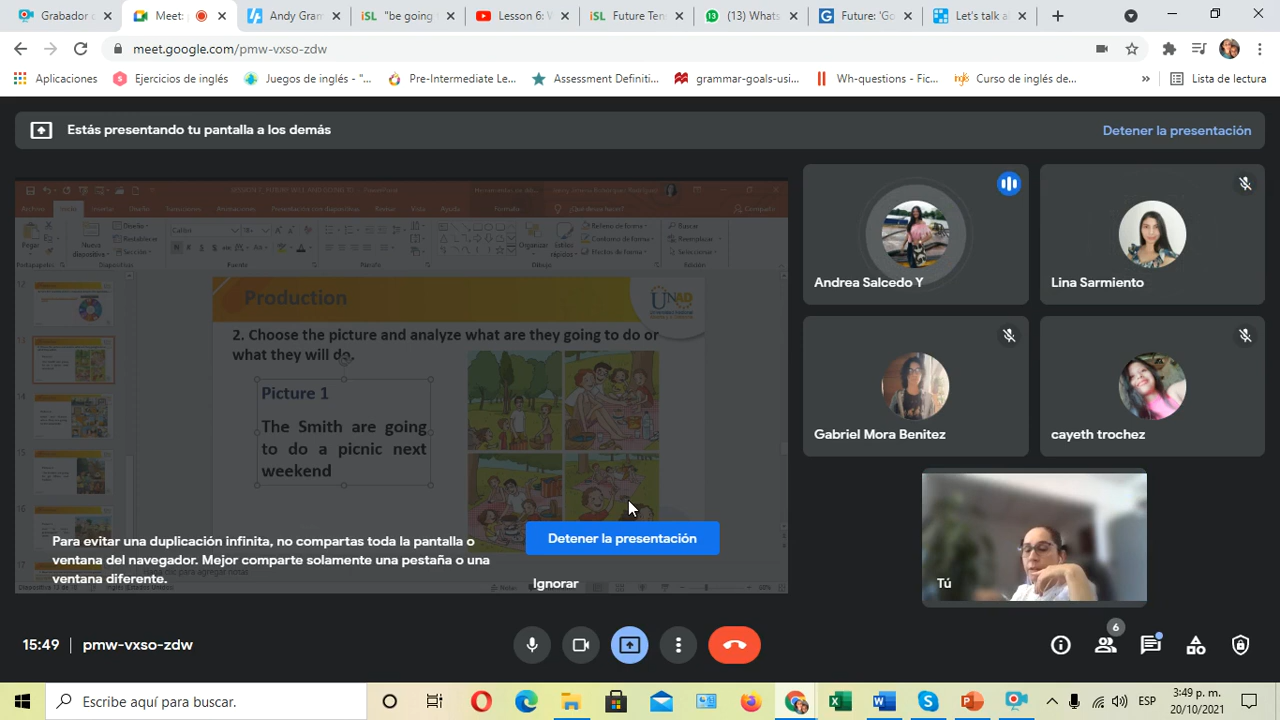 Grabador c
Meet:
Andy Gram
"be going
Lesson 6: W
Future Ten
(13) Whats
Future: 'Go
Let's talk a
meet.google.com/pmw-vxso-zdw
Aplicaciones
Ejercicios de inglés
Juegos de inglés - "...
Pre-Intermediate Le...
Assessment Definiti...
grammar-goals-usi...
Wh-questions - Fic...
Curso de inglés de...
»
Lista de lectura
Estás presentando tu pantalla a los demás
Detener la presentación
Production
UNAD
2. Choose the picture and analyze what are they going to do or
what they will do.
Picture 1
The Smith are going
to do a picnic next
weekend
Para evitar una duplicación infinita, no compartas toda la pantalla o
ventana del navegador. Mejor comparte solamente una pestaña o una
ventana diferente.
Detener la presentación
Ignorar
Andrea Salcedo Y
Lina Sarmiento
Gabriel Mora Benitez
cayeth trochez
Tú
15:49 | pmw-vxso-zdw
6
Escribe aquí para buscar.
ESP
3:49 p. m.
20/10/2021